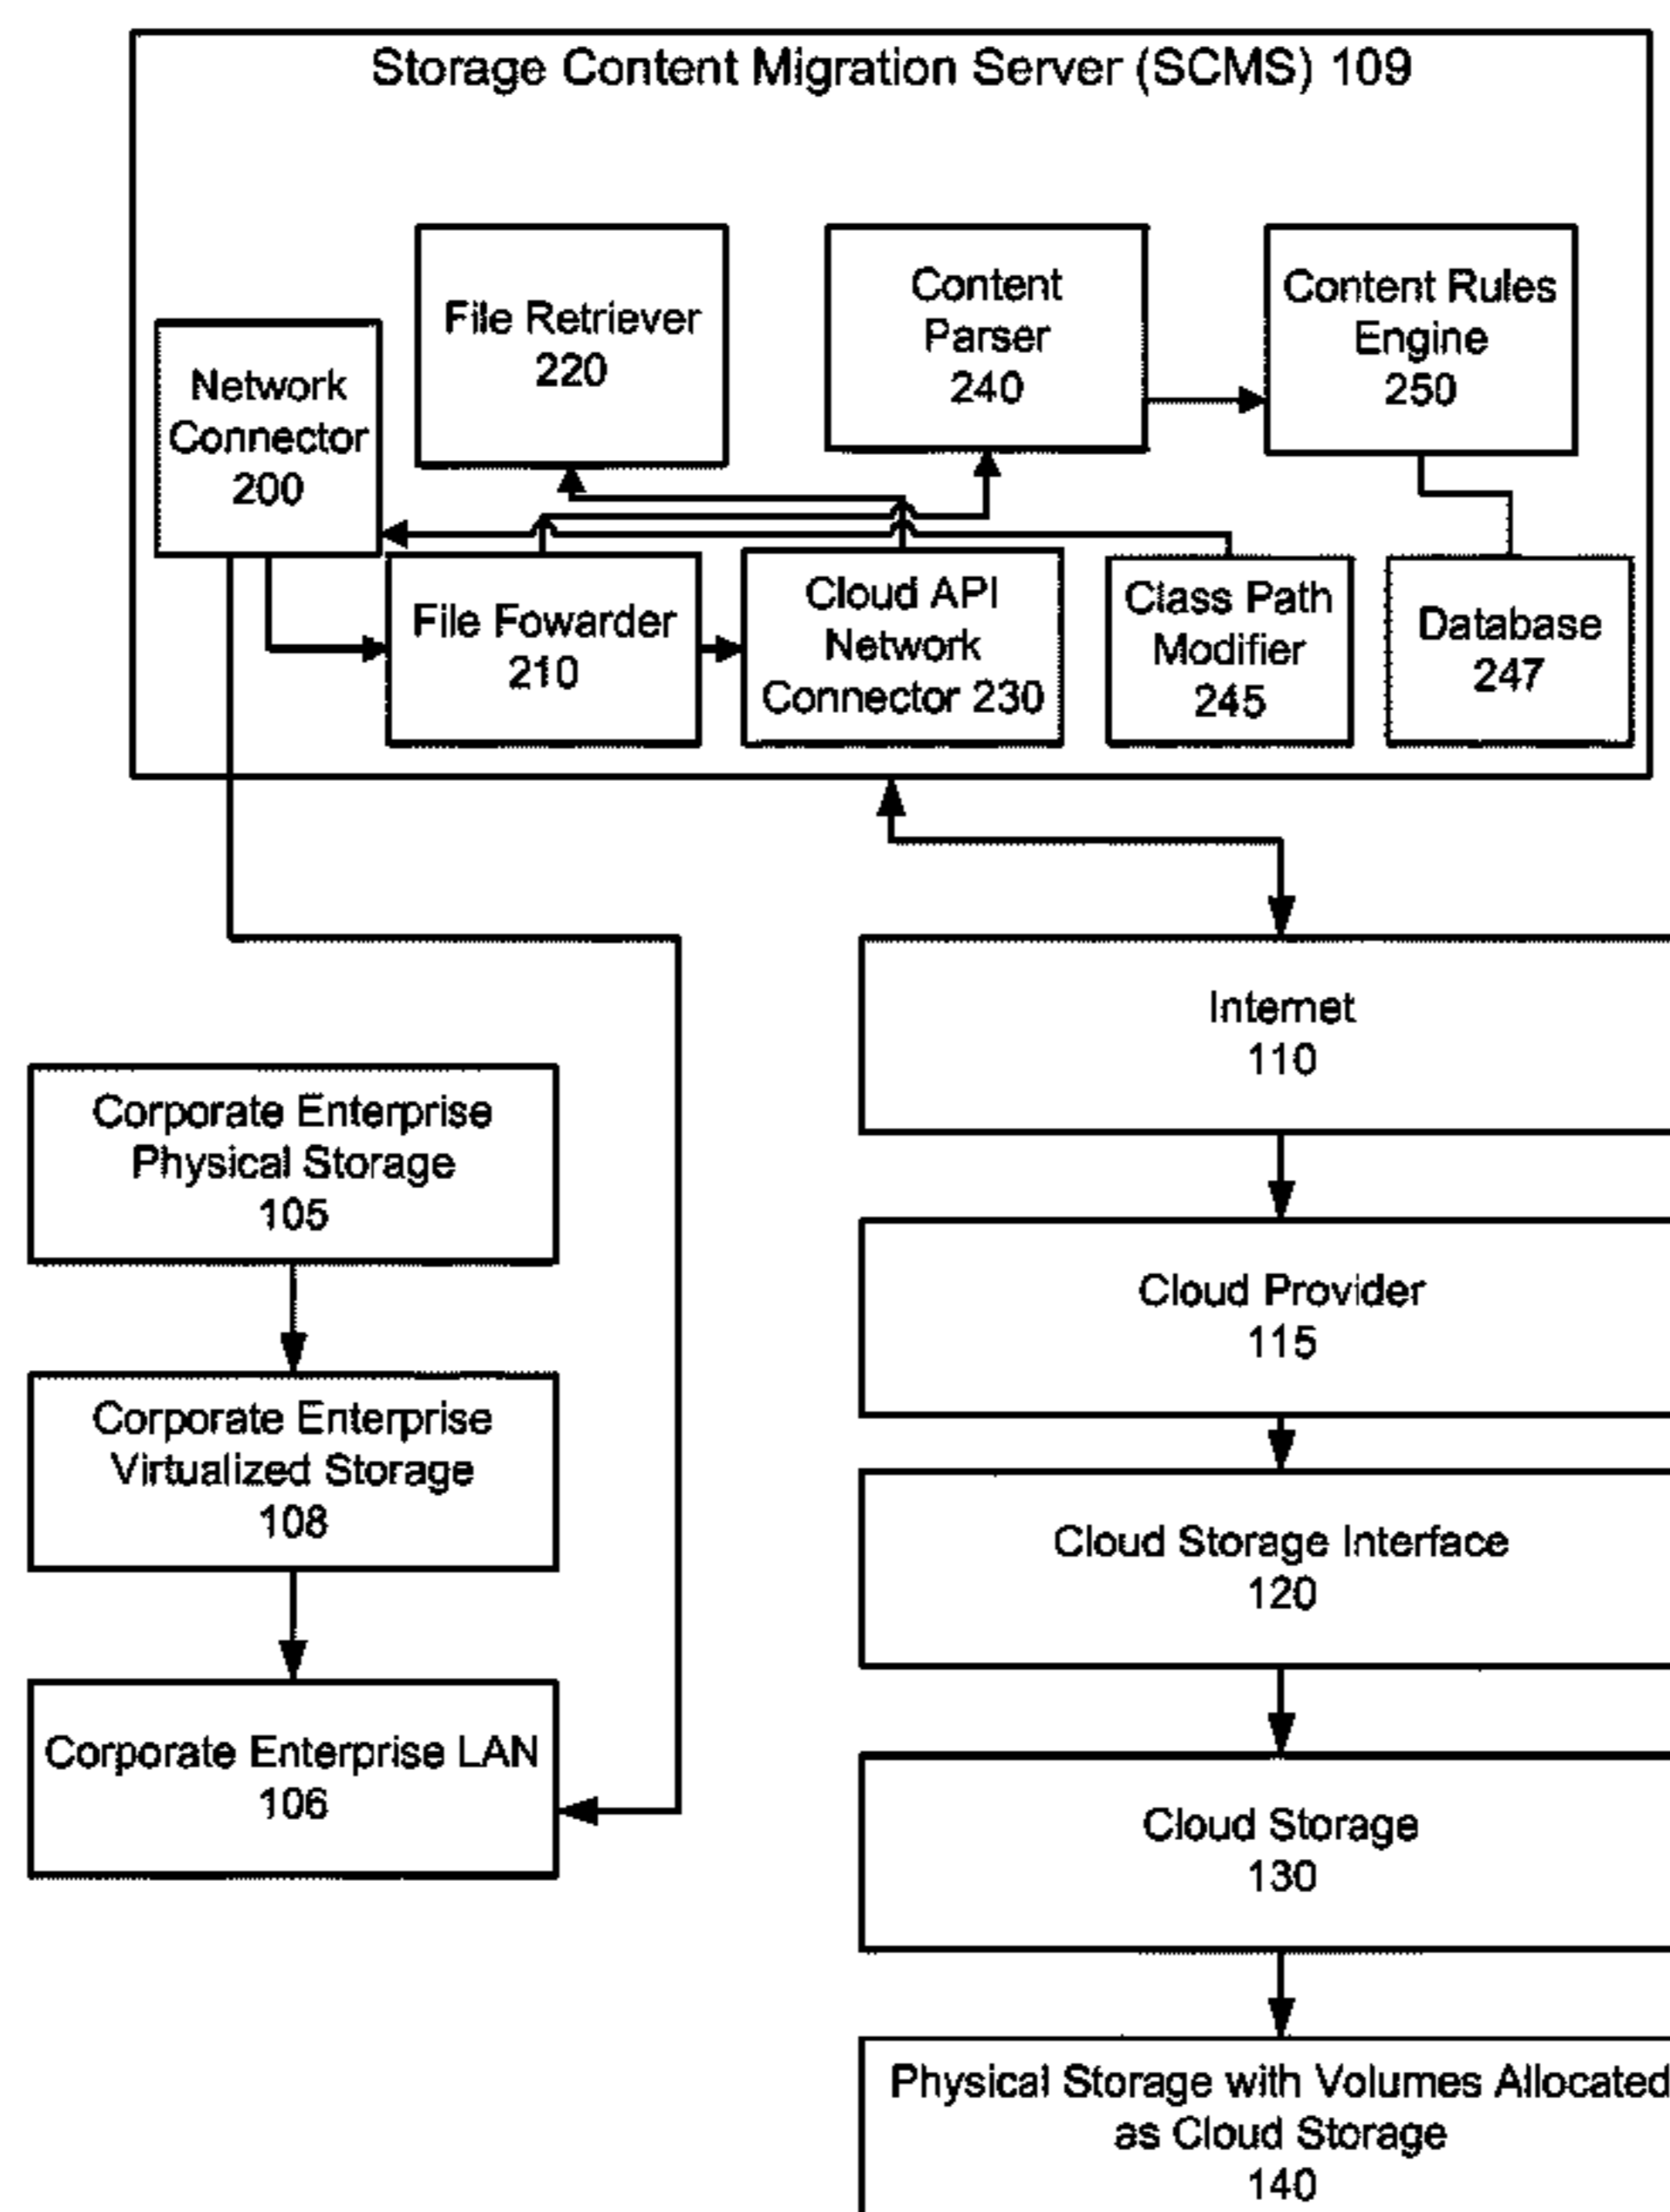 Storage Content Migration Server (SCMS) 109
File Retriever
220
Content
Parser
240
Content Rules
Engine
250
Network
Connector
200
File Fowarder
210
Cloud API
Network
Connector 230
Class Path
Modifier
245
Database
247
Internet
110
Corporate Enterprise
Physical Storage
105
Cloud Provider
115
Corporate Enterprise
Virtualized Storage
108
Cloud Storage Interface
120
Corporate Enterprise LAN
106
Cloud Storage
130
Physical Storage with Volumes Allocated
as Cloud Storage
140